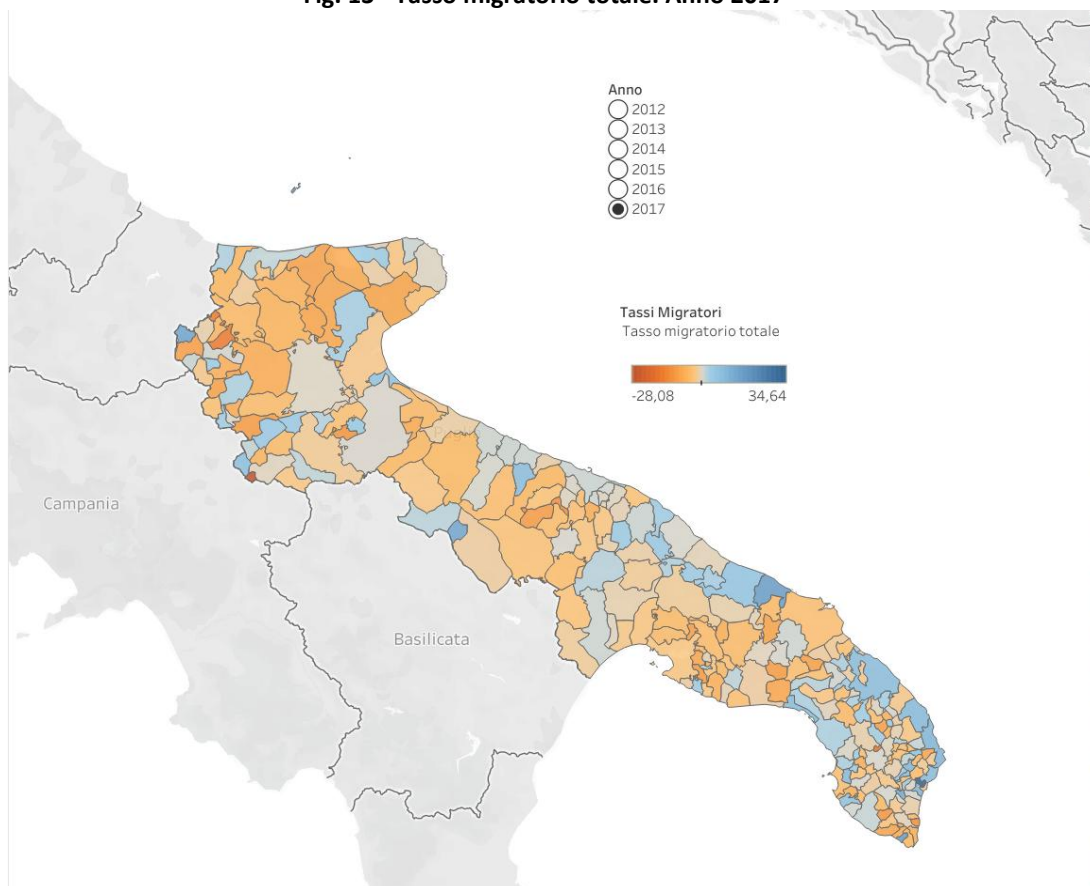 Fig. 13 - Tasso migratorio totale. Anno 2017
Anno
2012
2013
2014
2015
2016
2017
Tassi Migratori
Tasso migratorio totale
-28,08 34,64
Campania
Basilicata